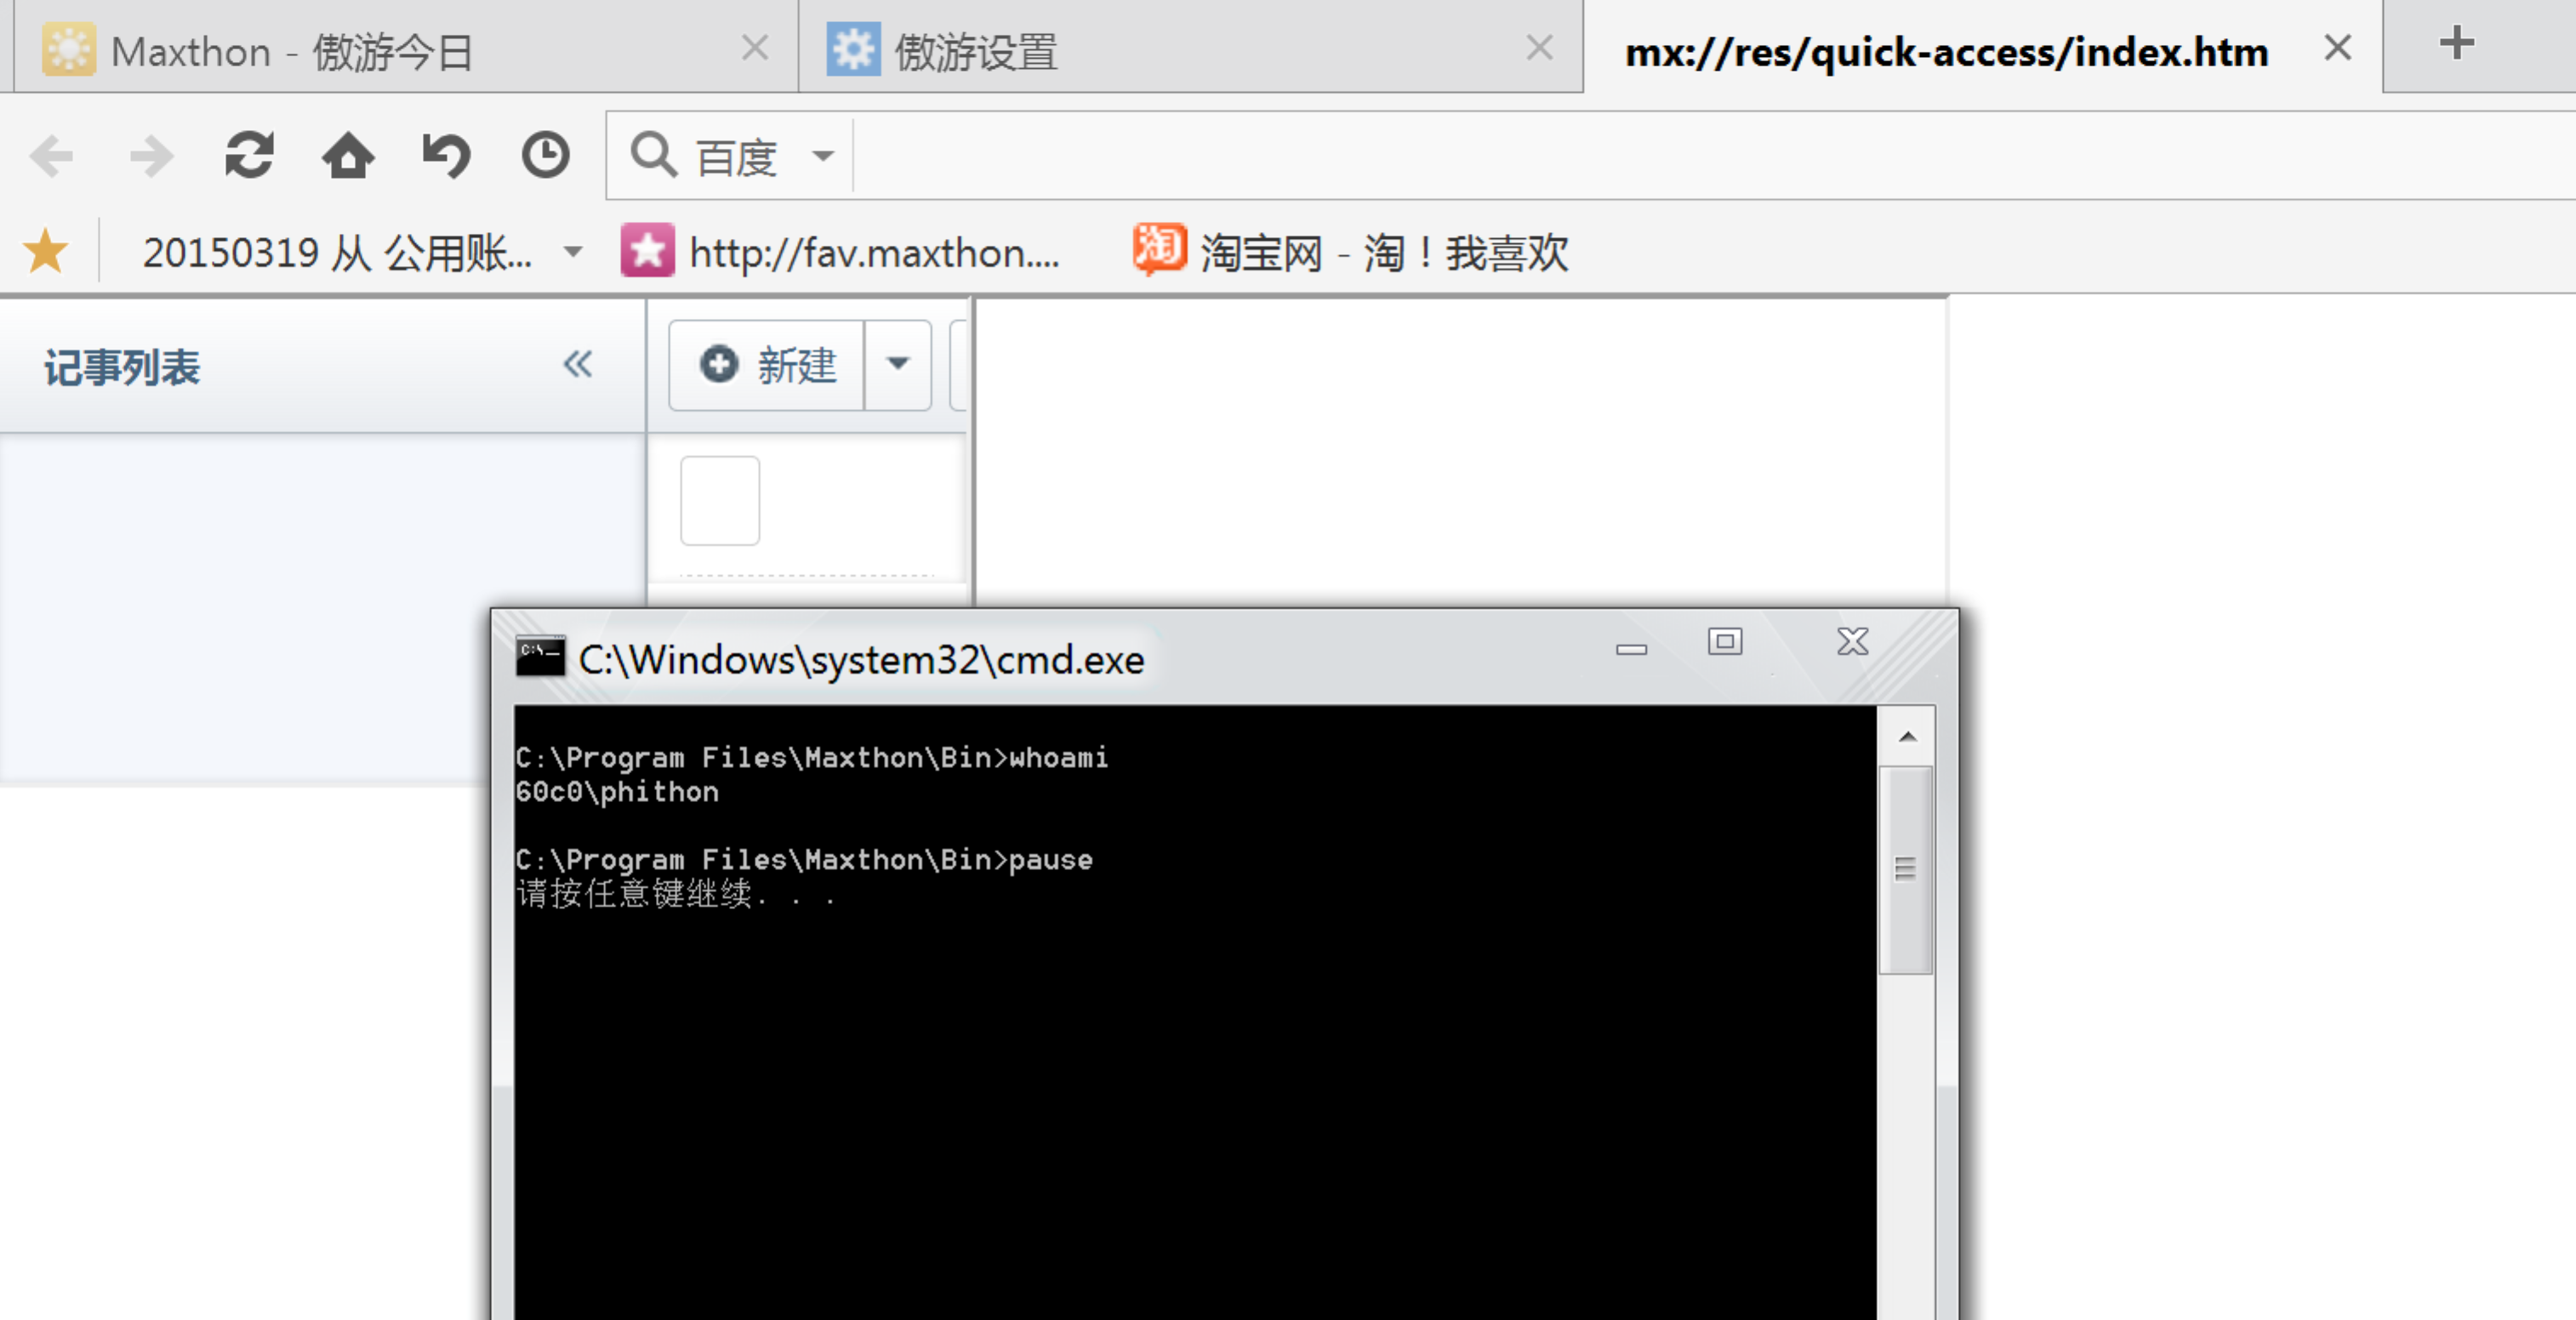 Maxthon - 傲游今日
傲游设置
mx://res/quick-access/index.htm
百度
20150319 从 公用账...
http://fav.maxthon....
淘
淘宝网 - 淘！我喜欢
记事列表
新建
C:\Windows\system32\cmd.exe
C:\Program Files\Maxthon\Bin>whoami
60c0\phithon
C:\Program Files\Maxthon\Bin>pause
请按任意键继续. . .